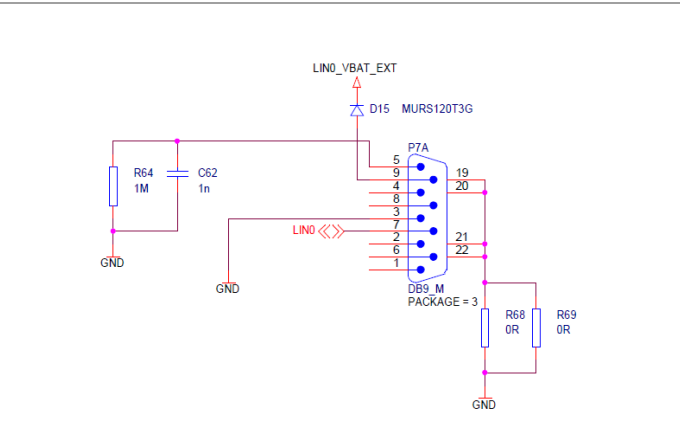 LIN0_VBAT_EXT
D15 MURS120T3G
P7A
5
9
4
8
3
7
2
6
1
19
20
21
22
R64
1M
C62
1n
LIN0
GND
GND
DB9_M
PACKAGE = 3
R68
0R
R69
0R
GND